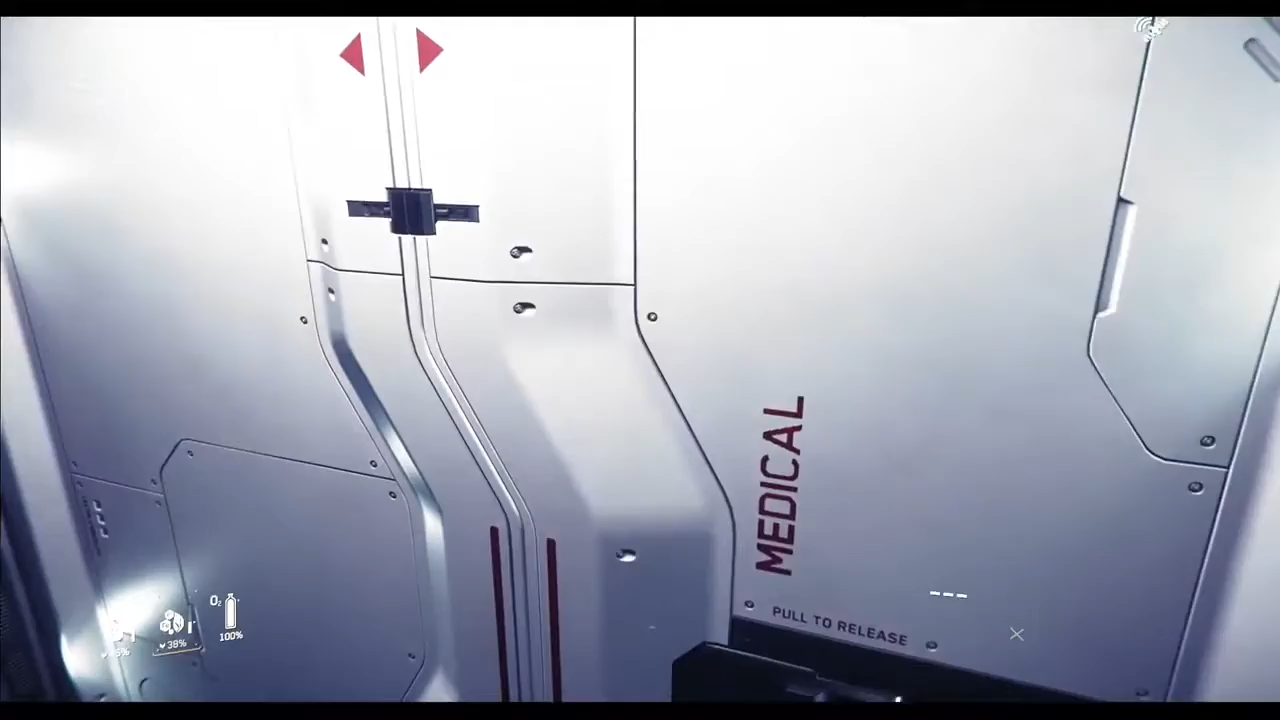 MEDICAL
PULL TO RELEASE
O₂
38%
100%